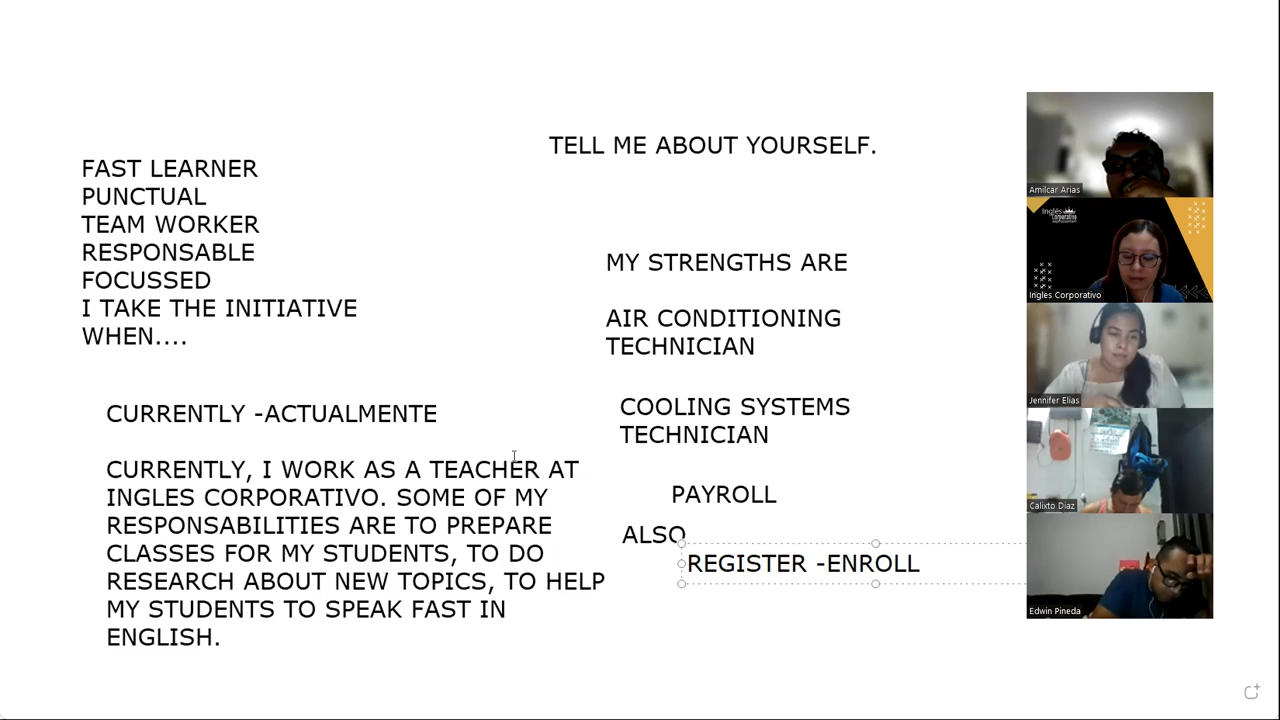 TELL ME ABOUT YOURSELF.
FAST LEARNER
PUNCTUAL
TEAM WORKER
RESPONSABLE
FOCUSSED
I TAKE THE INITIATIVE
WHEN....
MY STRENGTHS ARE
AIR CONDITIONING
TECHNICIAN
COOLING SYSTEMS
TECHNICIAN
PAYROLL
ALSO
REGISTER -ENROLL
CURRENTLY -ACTUALMENTE
CURRENTLY, I WORK AS A TEACHER AT
INGLES CORPORATIVO. SOME OF MY
RESPONSABILITIES ARE TO PREPARE
CLASSES FOR MY STUDENTS, TO DO
RESEARCH ABOUT NEW TOPICS, TO HELP
MY STUDENTS TO SPEAK FAST IN
ENGLISH.
Amilcar Arias
Inglés
Corporativo
Ingles Corporativo
Jennifer Elias
Calixto Diaz
Edwin Pineda